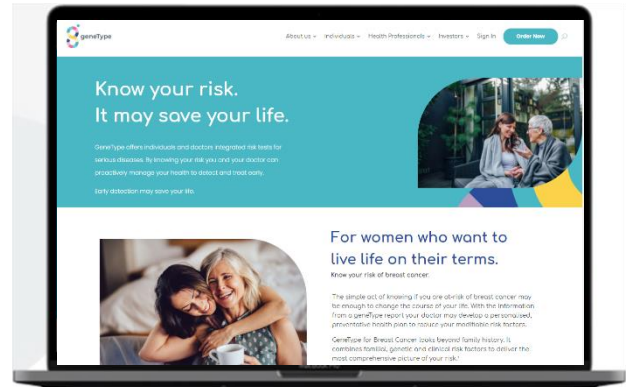 geneType
About us Individuals Health Professionals Investors Sign In Order Now
Know your risk.
It may save your life.
GeneType offers individuals and doctors integrated risk tests for
serious diseases. By knowing your risk you and your doctor can
proactively manage your health to detect and treat early.
Early detection may save your life.
For women who want to
live life on their terms.
Know your risk of breast cancer.
The simple act of knowing if you are at-risk of breast cancer may
be enough to change the course of your life. With the information
from a geneType report your doctor may develop a personalised,
preventative health plan to reduce your modifiable risk factors.
GeneType for Breast Cancer looks beyond family history. It
combines familial, genetic and clinical risk factors to deliver the
most comprehensive picture of your risk.¹
MacBook Pro